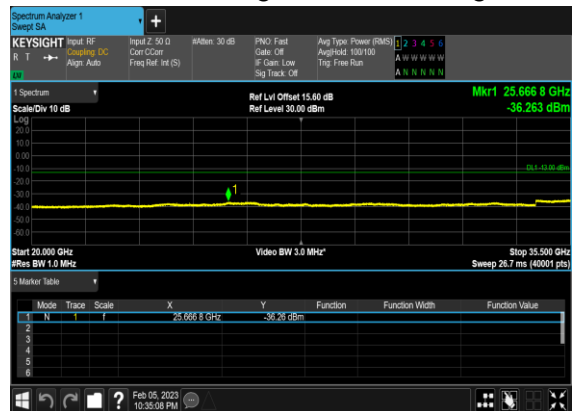 Spectrum Analyzer 1
Swept SA
+
KEYSIGHT Input: RF Input Z: 50 Ω #Atten: 30 dB PNO: Fast Avg Type: Power (RMS) 1 2 3 4 5 6
R T Coupling: DC Corr CCorr Gate: Off Avg|Hold: 100/100 A W W W W W
Align: Auto Freq Ref: Int (S) IF Gain: Low Trig: Free Run
Sig Track: Off A N N N N N
LXI
1 Spectrum Ref Lvl Offset 15.60 dB Mkr1 25.666 8 GHz
Scale/Div 10 dB Ref Level 30.00 dBm -36.263 dBm
Log
20.0
10.0
0.00
-10.0 DL1 -13.00 dBm
-20.0
-30.0 1
-40.0
-50.0
-60.0
Start 20.000 GHz Video BW 3.0 MHz* Stop 35.500 GHz
#Res BW 1.0 MHz Sweep 26.7 ms (40001 pts)
5 Marker Table
Mode Trace Scale X Y Function Function Width Function Value
1 N 1 f 25.666 8 GHz -36.26 dBm
2
3
4
5
6
? Feb 05, 2023
10:35:08 PM